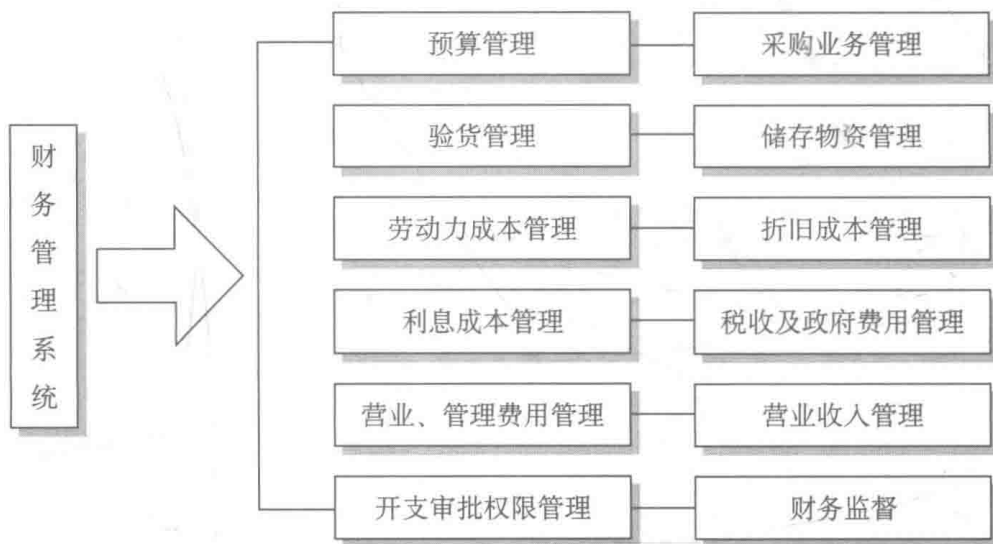 财务管理系统
预算管理
采购业务管理
验货管理
储存物资管理
劳动力成本管理
折旧成本管理
利息成本管理
税收及政府费用管理
营业、管理费用管理
营业收入管理
开支审批权限管理
财务监督